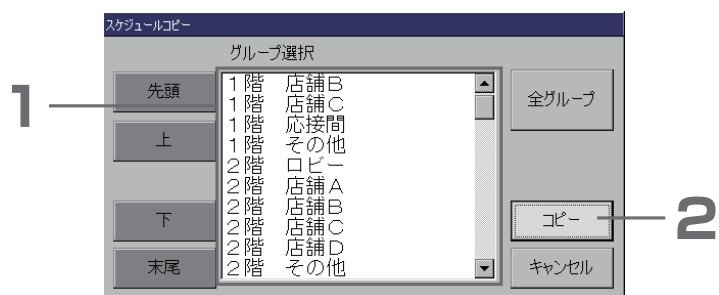 スケジュールコピー
グループ選択
1
先頭
上
下
末尾
1階 店舗B
1階 店舗C
1階 応接間
1階 その他
2階 ロビー
2階 店舗A
2階 店舗B
2階 店舗C
2階 店舗D
2階 その他
全グループ
コピー
キャンセル
2